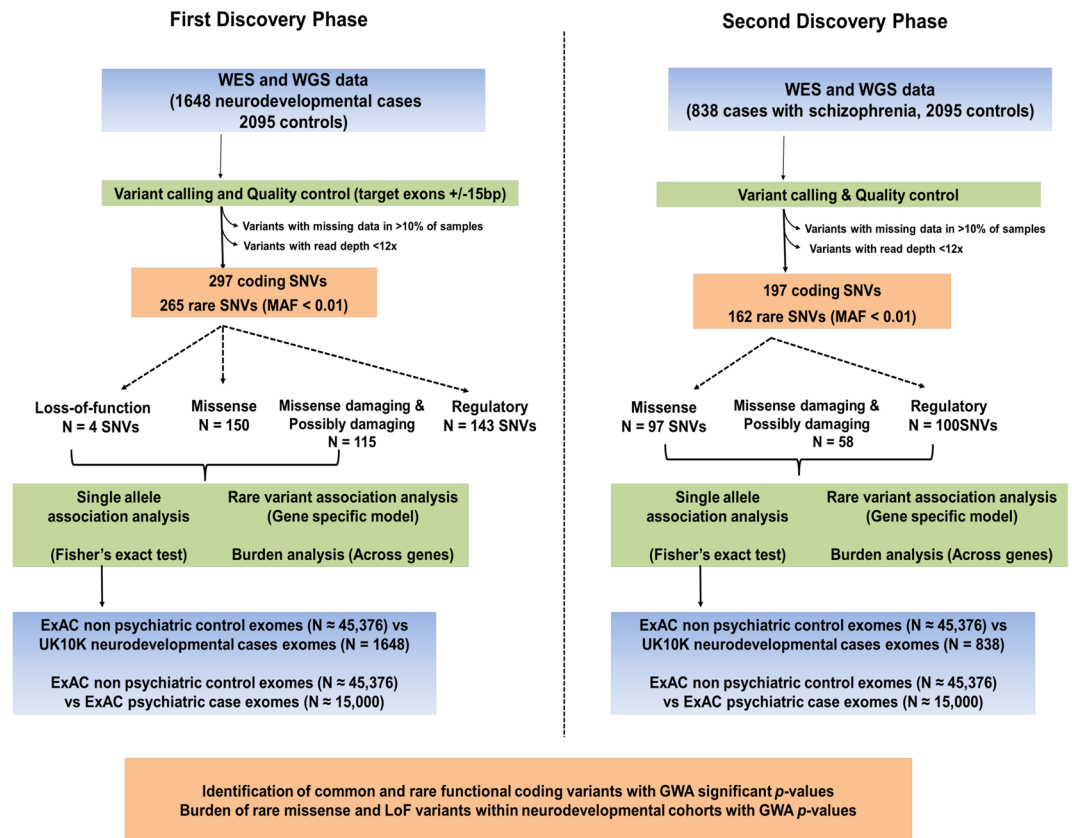 First Discovery Phase
WES and WGS data
(1648 neurodevelopmental cases
2095 controls)
Variant calling and Quality control (target exons +/-15bp)
Variants with missing data in >10% of samples
Variants with read depth <12x
297 coding SNVs
265 rare SNVs (MAF < 0.01)
Loss-of-function
N = 4 SNVs
Missense
N = 150
Missense damaging &
Possibly damaging
N = 115
Regulatory
N = 143 SNVs
Single allele
association analysis
(Fisher's exact test)
Rare variant association analysis
(Gene specific model)
Burden analysis (Across genes)
ExAC non psychiatric control exomes (N ≈ 45,376) vs
UK10K neurodevelopmental cases exomes (N = 1648)
ExAC non psychiatric control exomes (N ≈ 45,376)
vs ExAC psychiatric case exomes (N ≈ 15,000)
Second Discovery Phase
WES and WGS data
(838 cases with schizophrenia, 2095 controls)
Variant calling & Quality control
Variants with missing data in >10% of samples
Variants with read depth <12x
197 coding SNVs
162 rare SNVs (MAF < 0.01)
Missense
N = 97 SNVs
Missense damaging &
Possibly damaging
N = 58
Regulatory
N = 100SNVs
Single allele
association analysis
(Fisher's exact test)
Rare variant association analysis
(Gene specific model)
Burden analysis (Across genes)
ExAC non psychiatric control exomes (N ≈ 45,376) vs
UK10K neurodevelopmental cases exomes (N = 838)
ExAC non psychiatric control exomes (N ≈ 45,376)
vs ExAC psychiatric case exomes (N ≈ 15,000)
Identification of common and rare functional coding variants with GWA significant p-values
Burden of rare missense and LoF variants within neurodevelopmental cohorts with GWA p-values